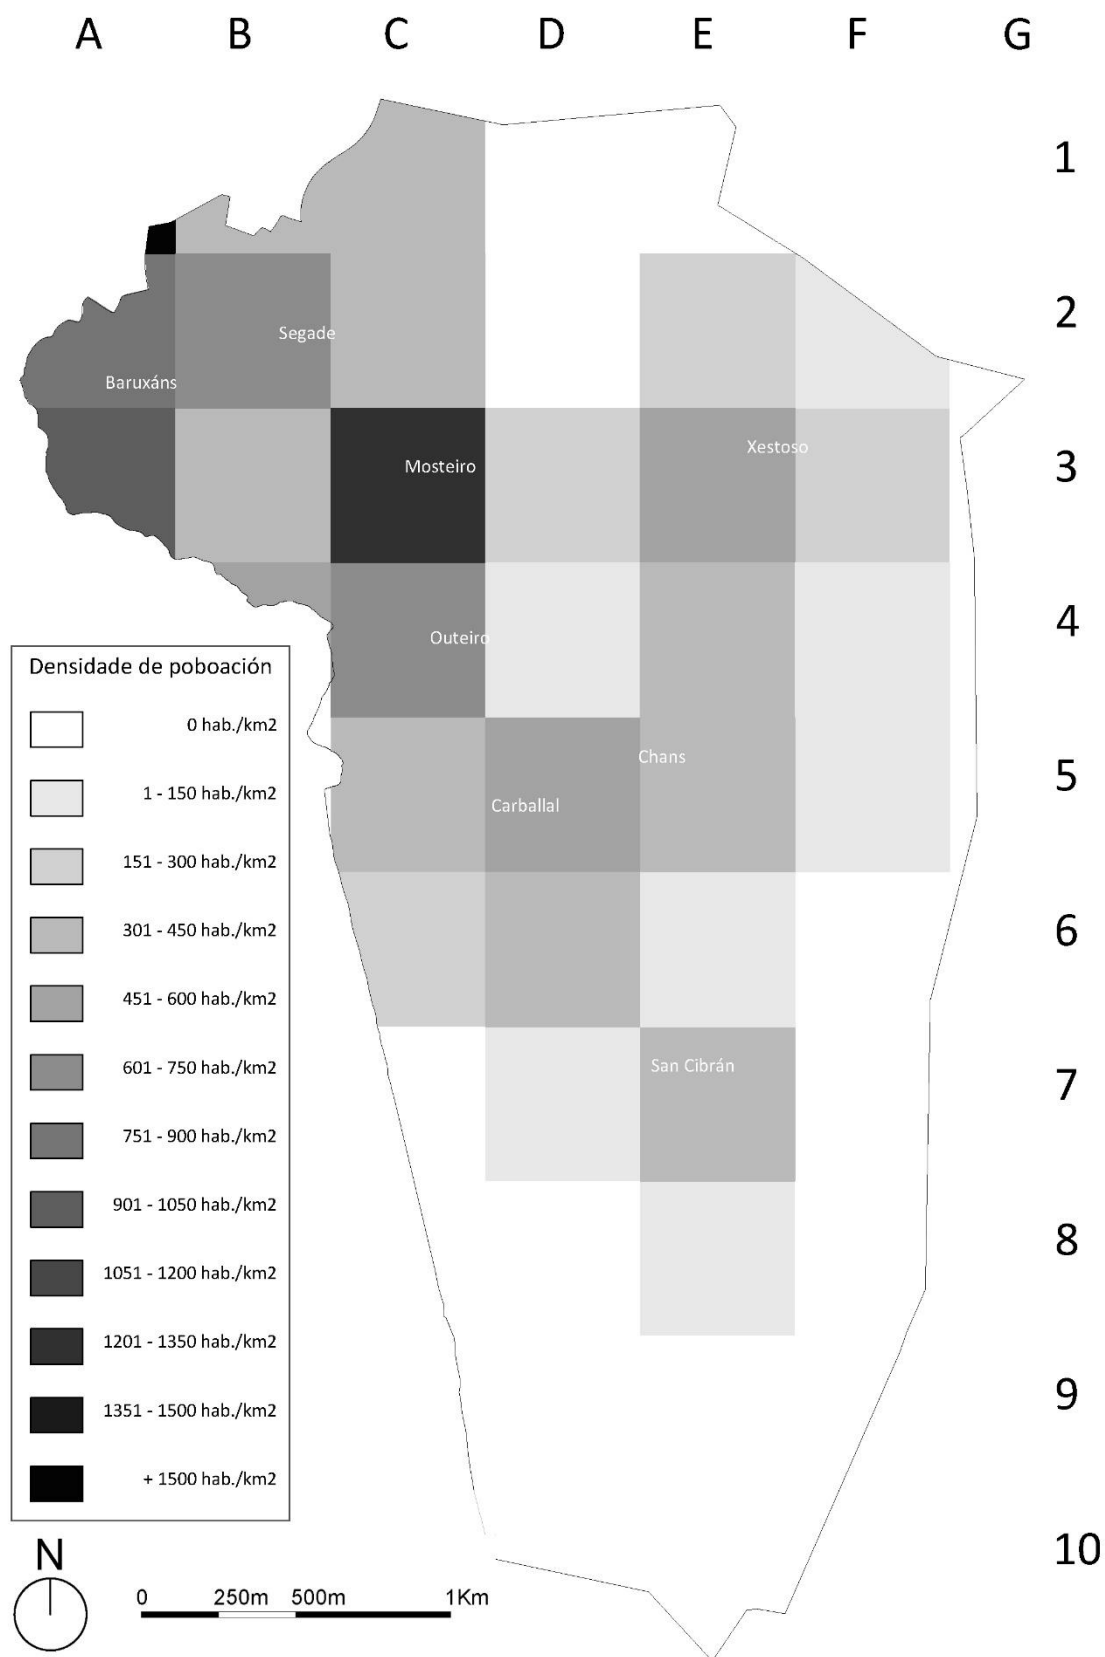 A B C D E F G
1
2
Segade
Baruxáns
3
Mosteiro
Xestoso
4
Outeiro
5
Chans
Carballal
6
7
San Cibrán
8
9
10
Densidade de poboación
0 hab./km2
1 - 150 hab./km2
151 - 300 hab./km2
301 - 450 hab./km2
451 - 600 hab./km2
601 - 750 hab./km2
751 - 900 hab./km2
901 - 1050 hab./km2
1051 - 1200 hab./km2
1201 - 1350 hab./km2
1351 - 1500 hab./km2
+ 1500 hab./km2
N
0 250m 500m 1Km